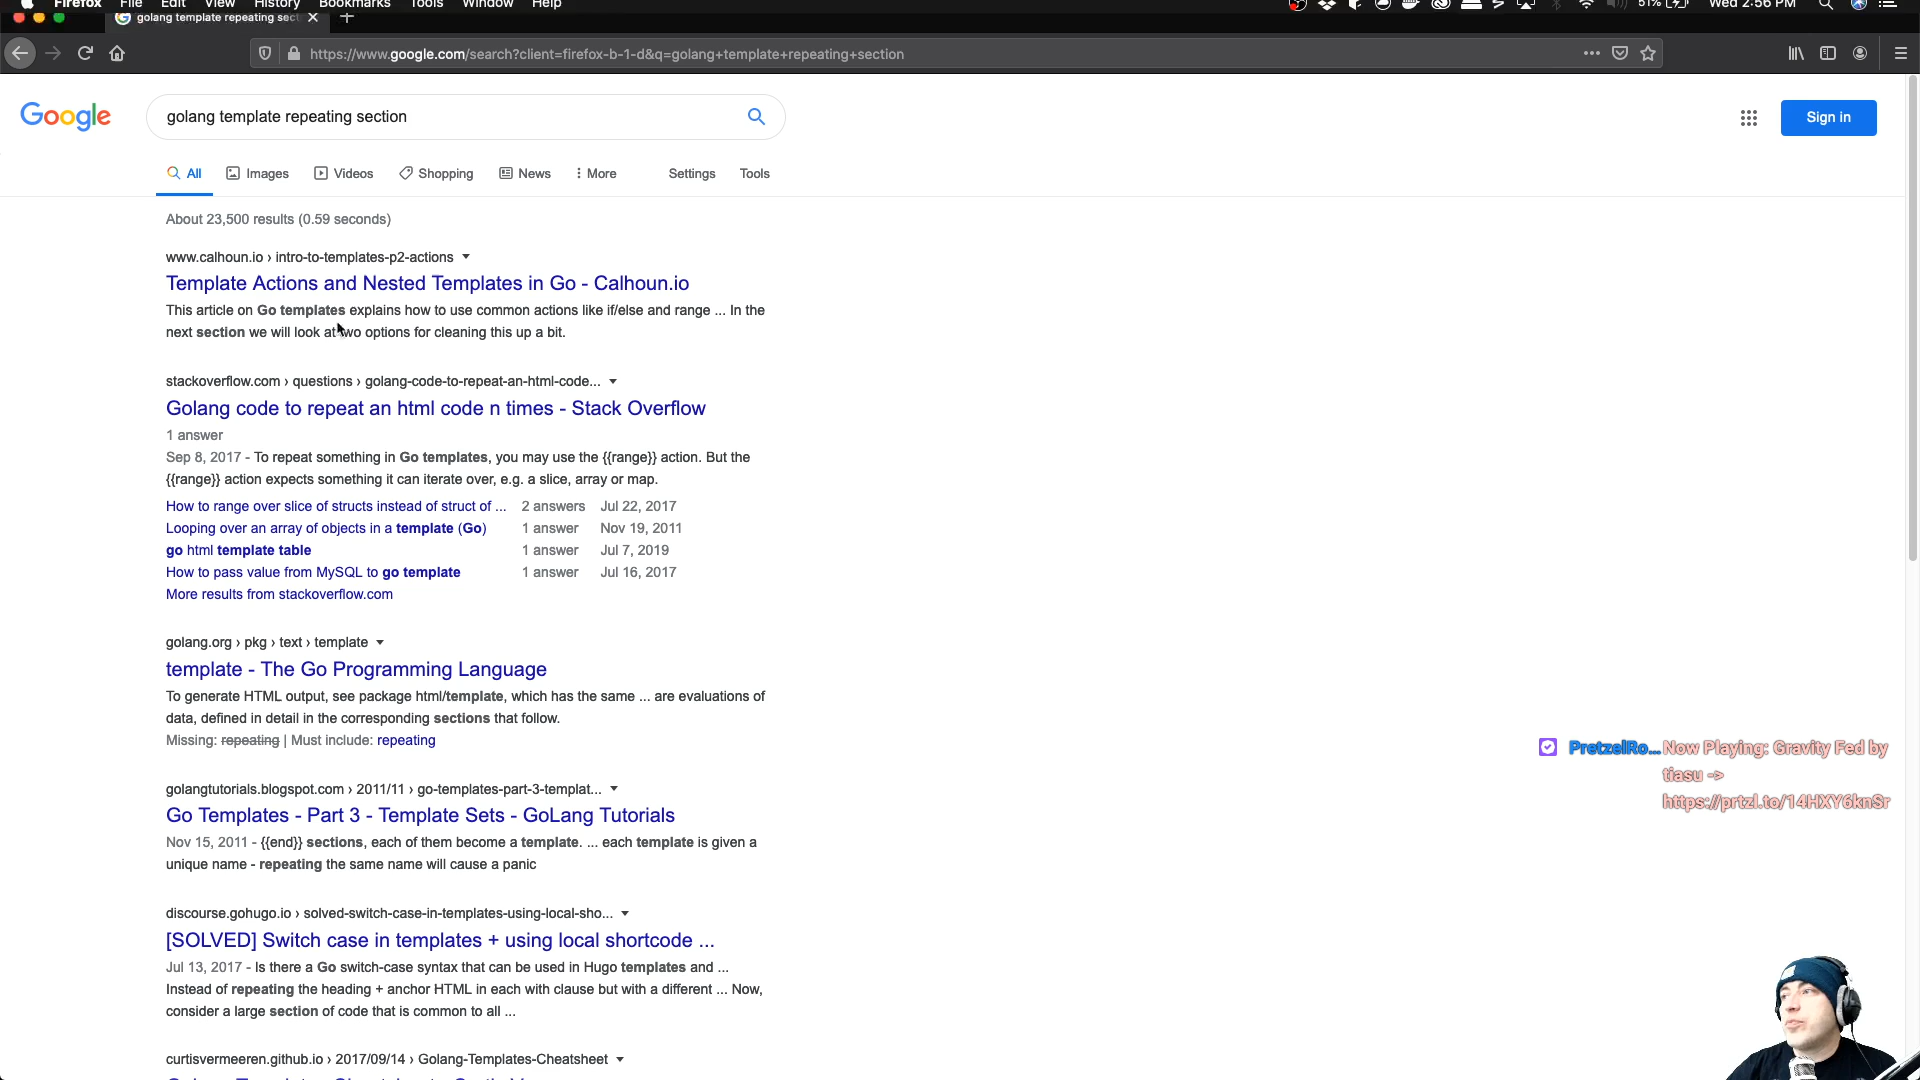 Firefox File Edit View History Bookmarks Tools Window Help
51% Wed 2:56 PM
golang template repeating sect
https://www.google.com/search?client=firefox-b-1-d&q=golang+template+repeating+section
Google
golang template repeating section
Sign in
All Images Videos Shopping News More Settings Tools
About 23,500 results (0.59 seconds)
www.calhoun.io › intro-to-templates-p2-actions
Template Actions and Nested Templates in Go - Calhoun.io
This article on Go templates explains how to use common actions like if/else and range ... In the
next section we will look at two options for cleaning this up a bit.
stackoverflow.com › questions › golang-code-to-repeat-an-html-code...
Golang code to repeat an html code n times - Stack Overflow
1 answer
Sep 8, 2017 - To repeat something in Go templates, you may use the {{range}} action. But the
{{range}} action expects something it can iterate over, e.g. a slice, array or map.
How to range over slice of structs instead of struct of ... 2 answers Jul 22, 2017
Looping over an array of objects in a template (Go) 1 answer Nov 19, 2011
go html template table 1 answer Jul 7, 2019
How to pass value from MySQL to go template 1 answer Jul 16, 2017
More results from stackoverflow.com
golang.org › pkg › text › template
template - The Go Programming Language
To generate HTML output, see package html/template, which has the same ... are evaluations of
data, defined in detail in the corresponding sections that follow.
Missing: repeating | Must include: repeating
PretzelRo... Now Playing: Gravity Fed by
tiasu ->
https://prtzl.to/14HXY6knSr
golangtutorials.blogspot.com › 2011/11 › go-templates-part-3-templat...
Go Templates - Part 3 - Template Sets - GoLang Tutorials
Nov 15, 2011 - {{end}} sections, each of them become a template. ... each template is given a
unique name - repeating the same name will cause a panic
discourse.gohugo.io › solved-switch-case-in-templates-using-local-sho...
[SOLVED] Switch case in templates + using local shortcode ...
Jul 13, 2017 - Is there a Go switch-case syntax that can be used in Hugo templates and ...
Instead of repeating the heading + anchor HTML in each with clause but with a different ... Now,
consider a large section of code that is common to all ...
curtisvermeeren.github.io › 2017/09/14 › Golang-Templates-Cheatsheet